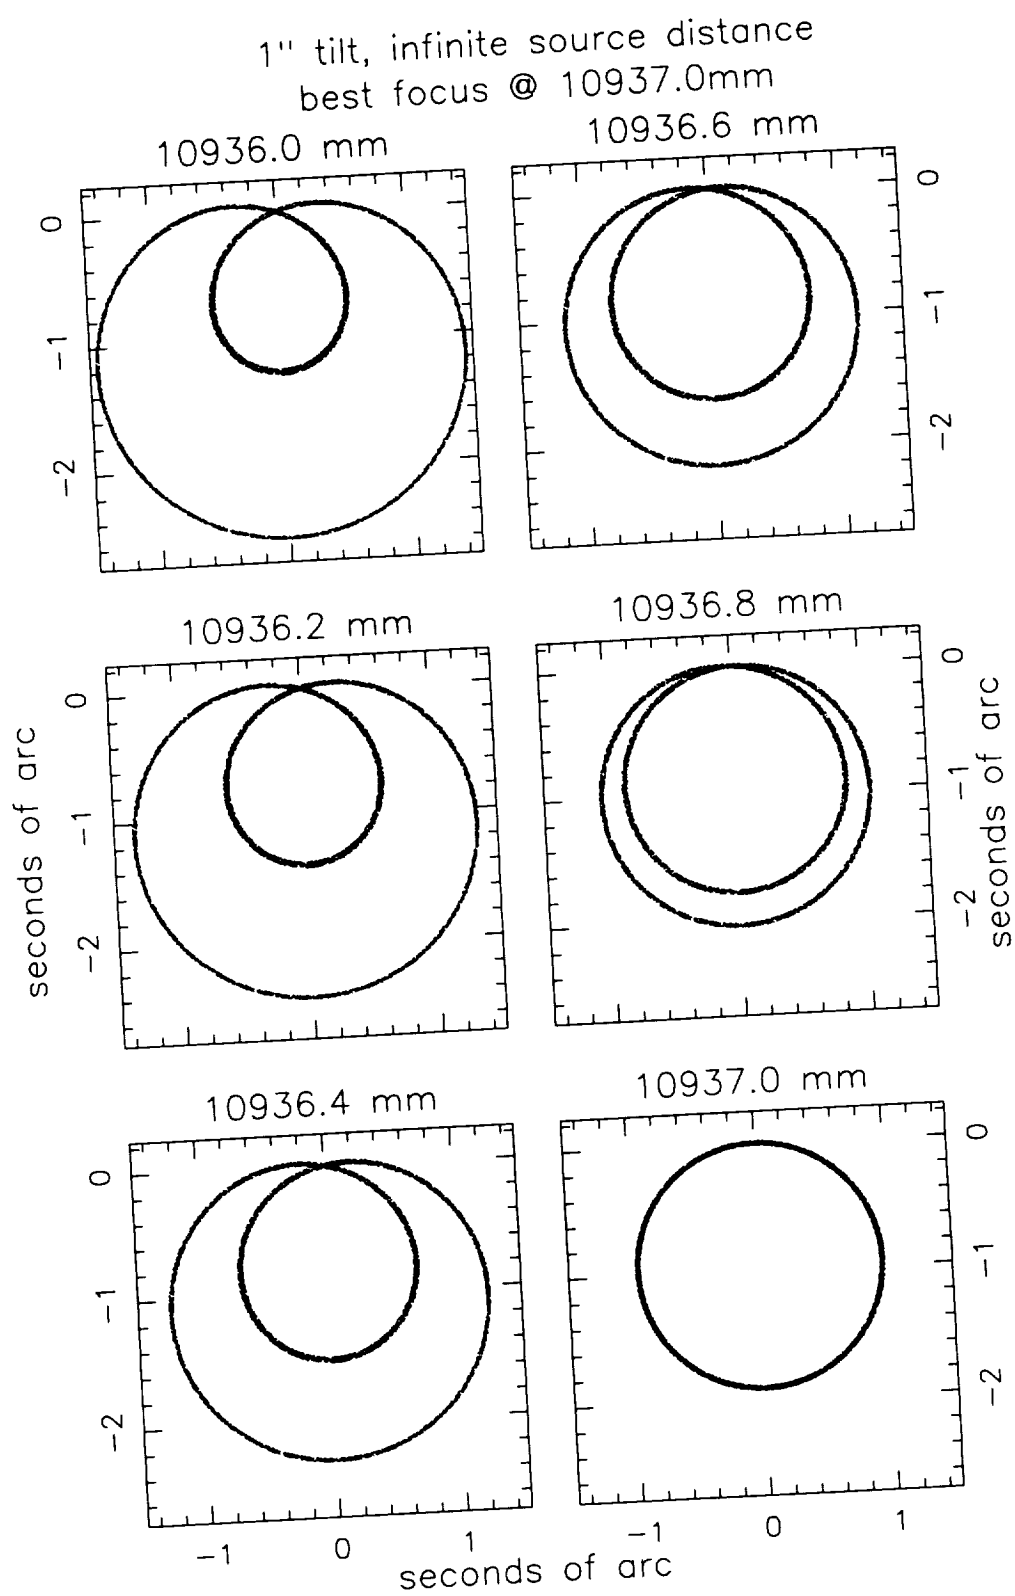 1" tilt, infinite source distance
best focus @ 10937.0mm
10936.0 mm
10936.6 mm
0
-1
-2
0
-1
-2
10936.2 mm
10936.8 mm
0
-1
-2
0
-1
-2
seconds of arc
seconds of arc
10936.4 mm
10937.0 mm
0
-1
-2
0
-1
-2
-1 0 1
-1 0 1
seconds of arc